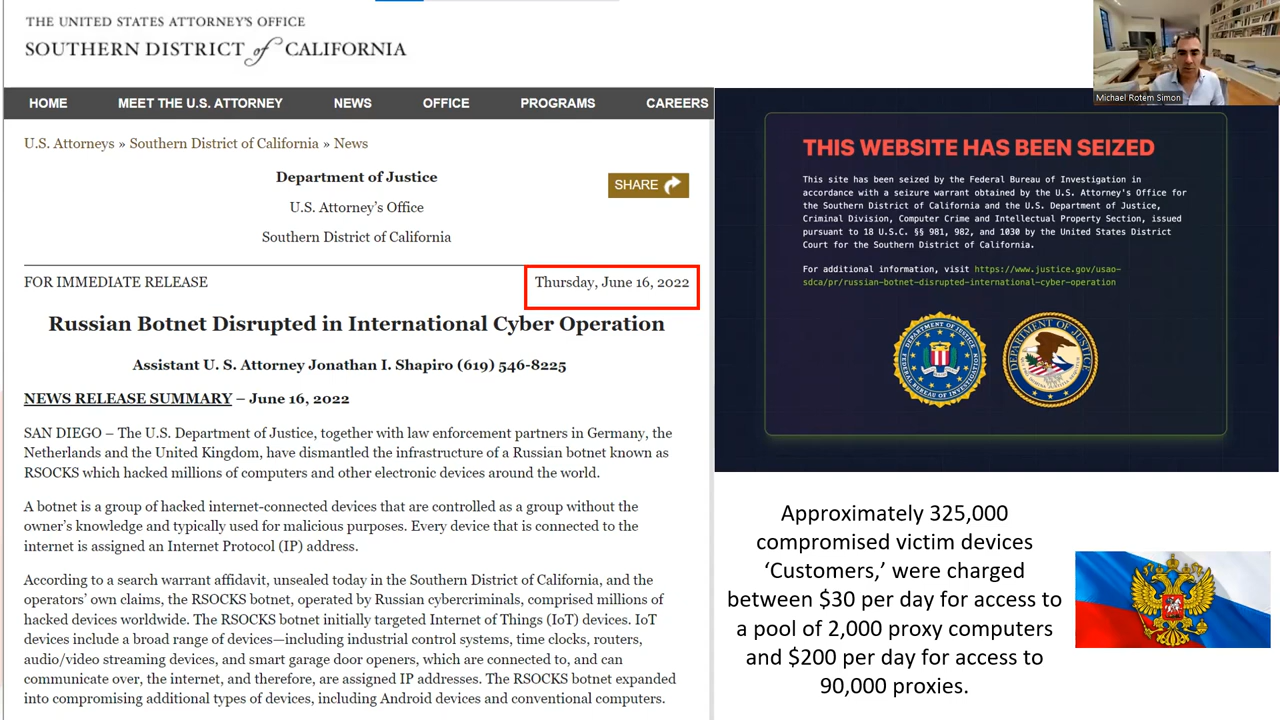 THE UNITED STATES ATTORNEY'S OFFICE
SOUTHERN DISTRICT of CALIFORNIA
HOME MEET THE U.S. ATTORNEY NEWS OFFICE PROGRAMS CAREERS
U.S. Attorneys » Southern District of California » News
Department of Justice
SHARE
U.S. Attorney's Office
Southern District of California
FOR IMMEDIATE RELEASE
Thursday, June 16, 2022
Russian Botnet Disrupted in International Cyber Operation
Assistant U. S. Attorney Jonathan I. Shapiro (619) 546-8225
NEWS RELEASE SUMMARY – June 16, 2022
SAN DIEGO – The U.S. Department of Justice, together with law enforcement partners in Germany, the
Netherlands and the United Kingdom, have dismantled the infrastructure of a Russian botnet known as
RSOCKS which hacked millions of computers and other electronic devices around the world.
A botnet is a group of hacked internet-connected devices that are controlled as a group without the
owner's knowledge and typically used for malicious purposes. Every device that is connected to the
internet is assigned an Internet Protocol (IP) address.
According to a search warrant affidavit, unsealed today in the Southern District of California, and the
operators' own claims, the RSOCKS botnet, operated by Russian cybercriminals, comprised millions of
hacked devices worldwide. The RSOCKS botnet initially targeted Internet of Things (IoT) devices. IoT
devices include a broad range of devices—including industrial control systems, time clocks, routers,
audio/video streaming devices, and smart garage door openers, which are connected to, and can
communicate over, the internet, and therefore, are assigned IP addresses. The RSOCKS botnet expanded
into compromising additional types of devices, including Android devices and conventional computers.
Michael Rotem Simon
THIS WEBSITE HAS BEEN SEIZED
This site has been seized by the Federal Bureau of Investigation in
accordance with a seizure warrant obtained by the U.S. Attorney's Office for
the Southern District of California and the U.S. Department of Justice,
Criminal Division, Computer Crime and Intellectual Property Section, issued
pursuant to 18 U.S.C. §§ 981, 982, and 1030 by the United States District
Court for the Southern District of California.
For additional information, visit https://www.justice.gov/usao-
sdca/pr/russian-botnet-disrupted-international-cyber-operation
DEPARTMENT OF JUSTICE
FEDERAL BUREAU OF INVESTIGATION
DEPARTMENT OF JUSTICE
Approximately 325,000
compromised victim devices
‘Customers,’ were charged
between $30 per day for access to
a pool of 2,000 proxy computers
and $200 per day for access to
90,000 proxies.